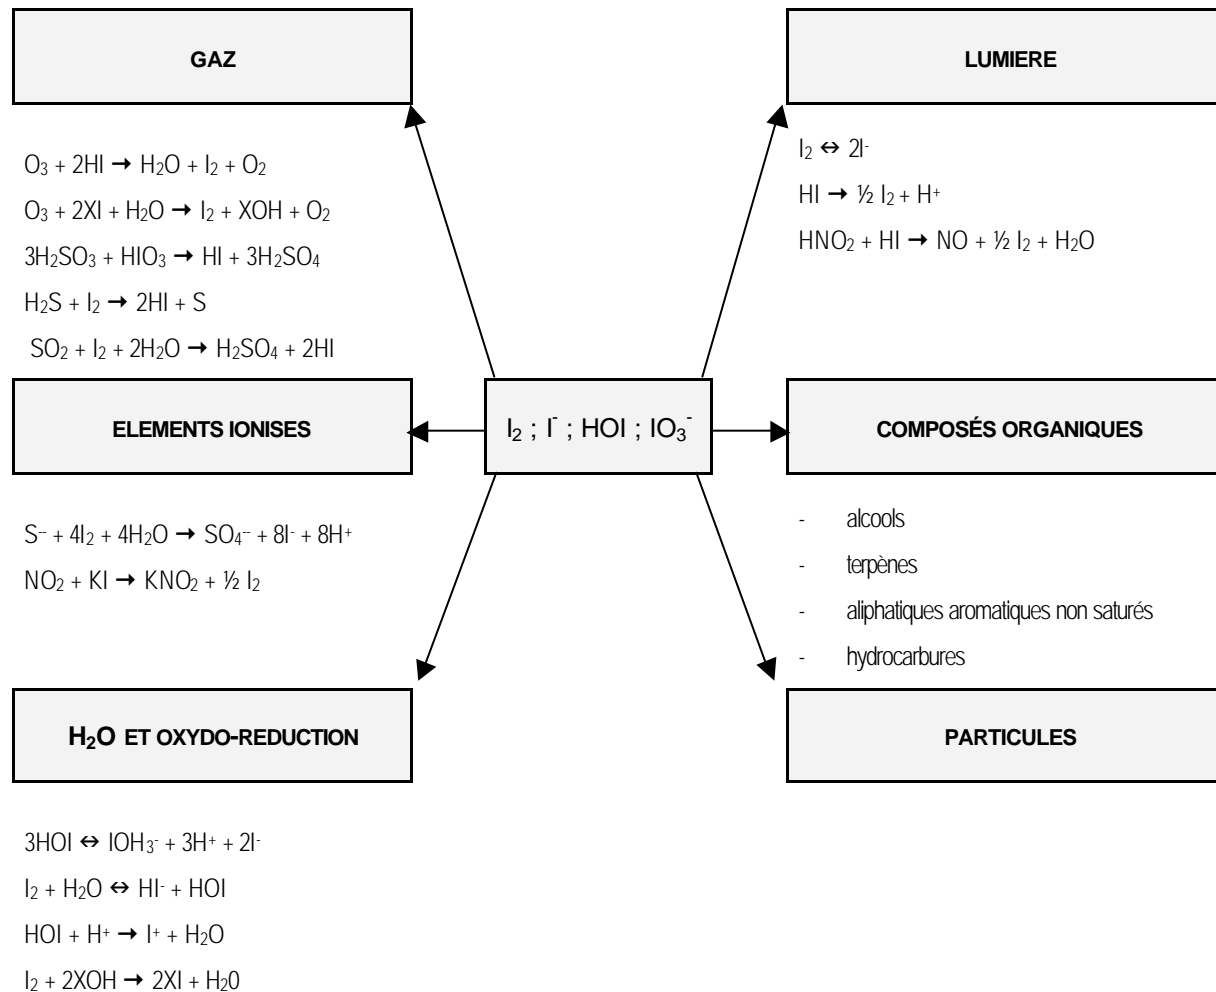 GAZ
O₃ + 2HI → H₂O + I₂ + O₂
O₃ + 2XI + H₂O → I₂ + XOH + O₂
3H₂SO₃ + HIO₃ → HI + 3H₂SO₄
H₂S + I₂ → 2HI + S
SO₂ + I₂ + 2H₂O → H₂SO₄ + 2HI
LUMIERE
I₂ ↔ 2I⁻
HI → ½ I₂ + H⁺
HNO₂ + HI → NO + ½ I₂ + H₂O
ELEMENTS IONISES
I₂ ; I⁻ ; HOI ; IO₃⁻
COMPOSÉS ORGANIQUES
S⁻⁻ + 4I₂ + 4H₂O → SO₄⁻⁻ + 8I⁻ + 8H⁺
NO₂ + KI → KNO₂ + ½ I₂
- alcools
- terpènes
- aliphatiques aromatiques non saturés
- hydrocarbures
H₂O ET OXYDO-REDUCTION
PARTICULES
3HOI ↔ IOH₃⁻ + 3H⁺ + 2I⁻
I₂ + H₂O ↔ HI⁻ + HOI
HOI + H⁺ → I⁺ + H₂O
I₂ + 2XOH → 2XI + H₂0